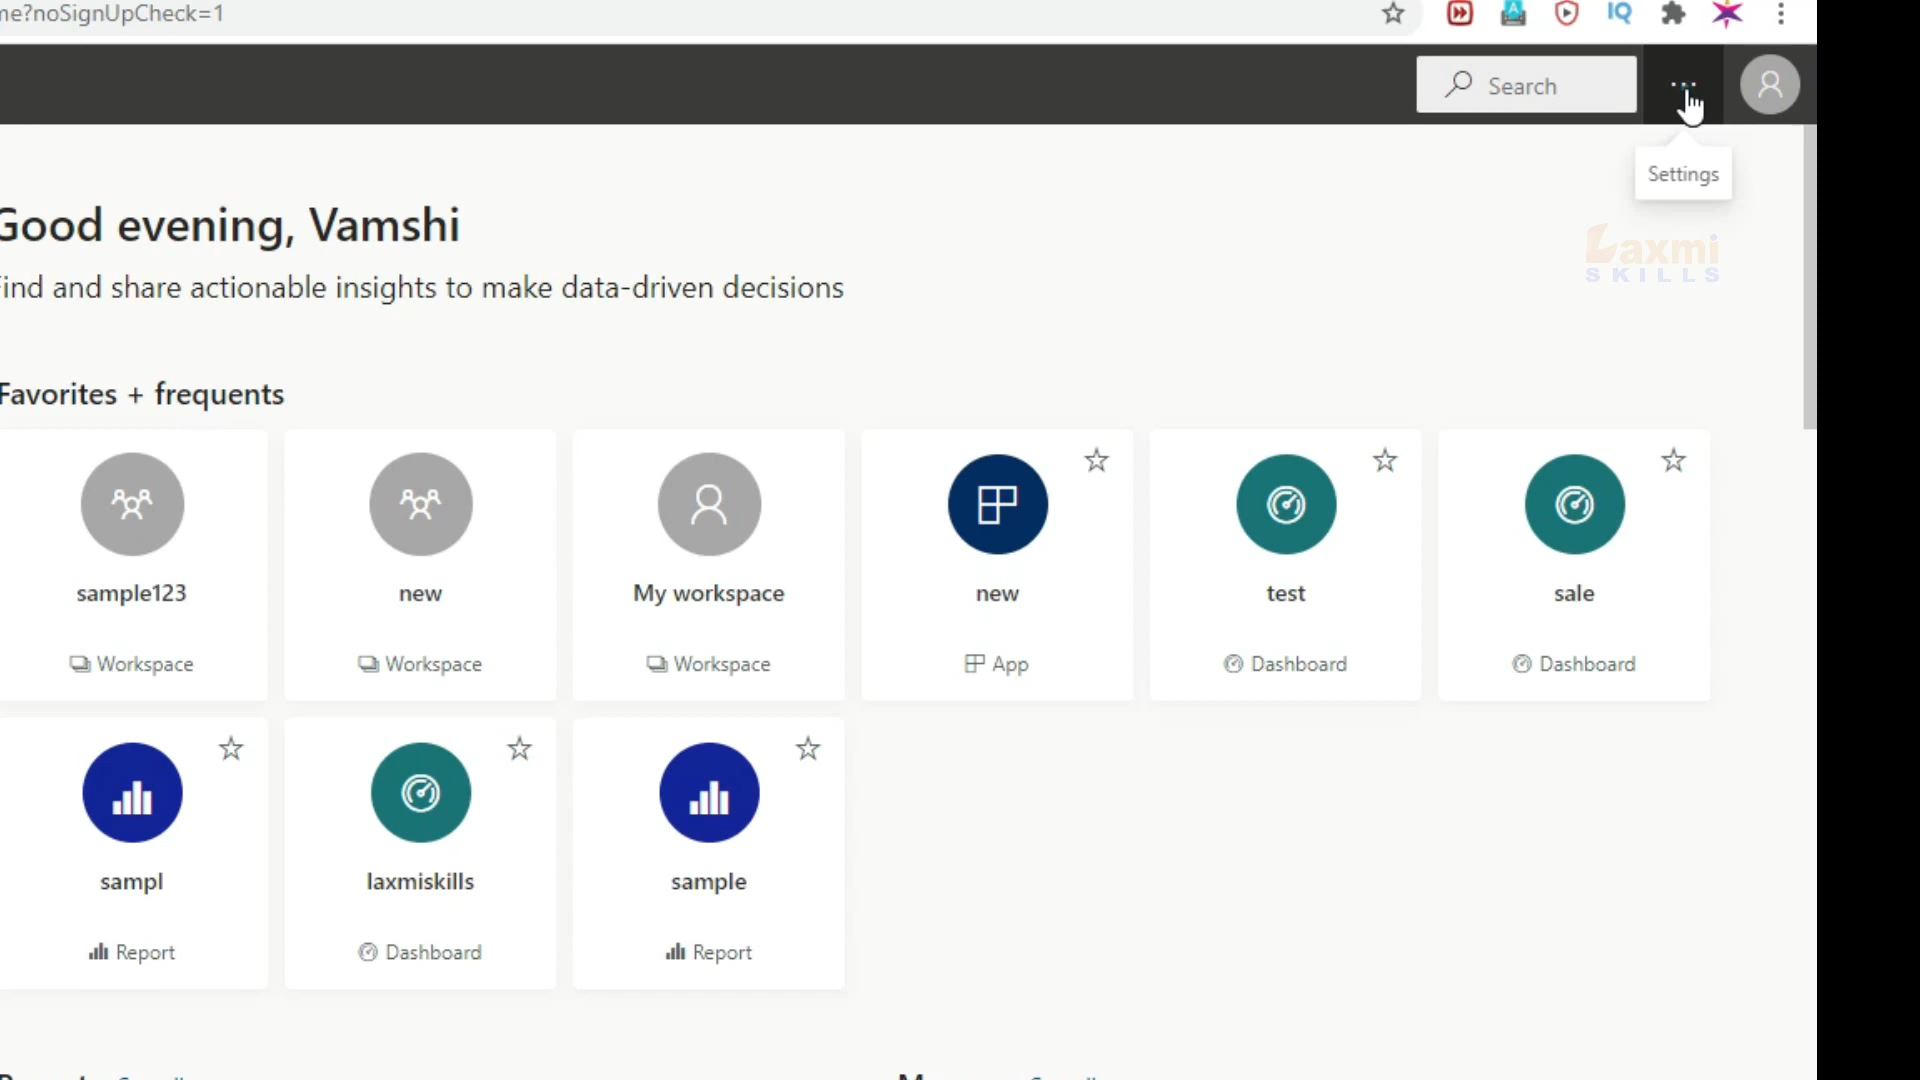 me?noSignUpCheck=1
IQ
Search
...
Settings
Laxmi
SKILLS
Good evening, Vamshi
Find and share actionable insights to make data-driven decisions
Favorites + frequents
sample123
new
My workspace
new
test
sale
Workspace
Workspace
Workspace
App
Dashboard
Dashboard
sampl
laxmiskills
sample
Report
Dashboard
Report